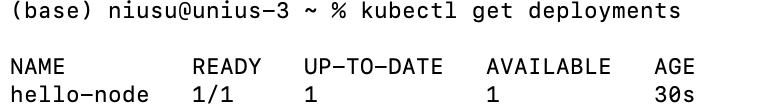 (base) niusu@unius-3 ~ % kubectl get deployments
NAME READY UP-TO-DATE AVAILABLE AGE
hello-node 1/1 1 1 30s